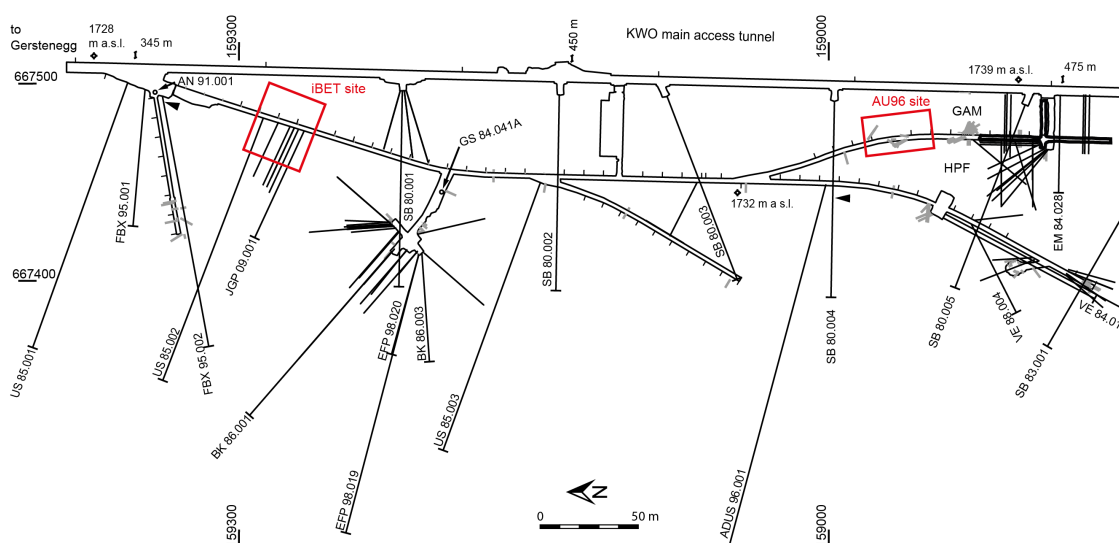 to
Gerstenegg
1728
m a.s.l.
345 m
159300
450 m
KWO main access tunnel
159000
1739 m a.s.l.
475 m
667500
AN 91.001
iBET site
GS 84.041A
AU96 site
GAM
HPF
FBX 95.001
SB 80.001
1732 m a.s.l.
SB 80.003
EM 84.028
JGP 09.001
SB 80.002
667400
US 85.001
US 85.002
FBX 95.002
EFP 98.020
BK 86.003
SB 80.004
SB 80.005
VE 88.004
VE 84.01
SB 83.001
BK 86.001
US 85.003
EFP 98.019
ADUS 96.001
N
0
50 m
59300
59000